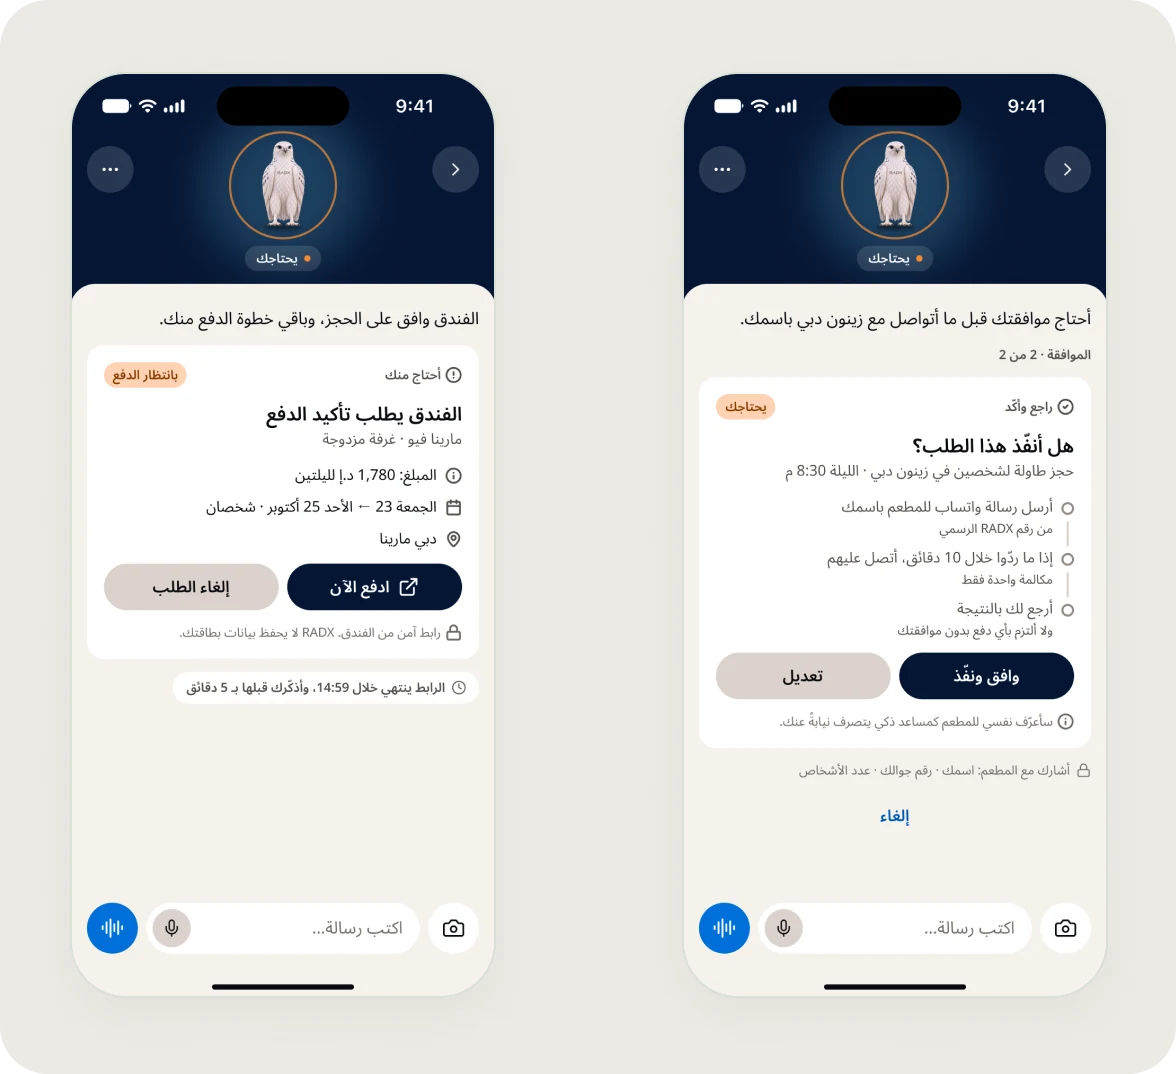 9:41
يحتاجك
أحتاج موافقتك قبل ما أتواصل مع زينون دبي باسمك.
الموافقة · 2 من 2
راجع وأكّد
يحتاجك
هل أنفّذ هذا الطلب؟
حجز طاولة لشخصين في زينون دبي · الليلة 8:30 م
أرسل رسالة واتساب للمطعم باسمك
من رقم RADX الرسمي
إذا ما ردّوا خلال 10 دقائق، أتصل عليهم
مكالمة واحدة فقط
أرجع لك بالنتيجة
ولا ألتزم بأي دفع بدون موافقتك
وافق ونفّذ
تعديل
سأعرّف نفسي للمطعم كمساعد ذكي يتصرف نيابةً عنك.
أشارك مع المطعم: اسمك · رقم جوالك · عدد الأشخاص
إلغاء
اكتب رسالة...
9:41
RADX
يحتاجك
الفندق وافق على الحجز، وباقي خطوة الدفع منك.
أحتاج منك
بانتظار الدفع
الفندق يطلب تأكيد الدفع
مارينا فيو · غرفة مزدوجة
المبلغ: 1,780 د.إ لليلتين
الجمعة 23 ← الأحد 25 أكتوبر · شخصان
دبي مارينا
ادفع الآن
إلغاء الطلب
رابط آمن من الفندق. RADX لا يحفظ بيانات بطاقتك.
الرابط ينتهي خلال 14:59، وأذكّرك قبلها بـ 5 دقائق
اكتب رسالة...